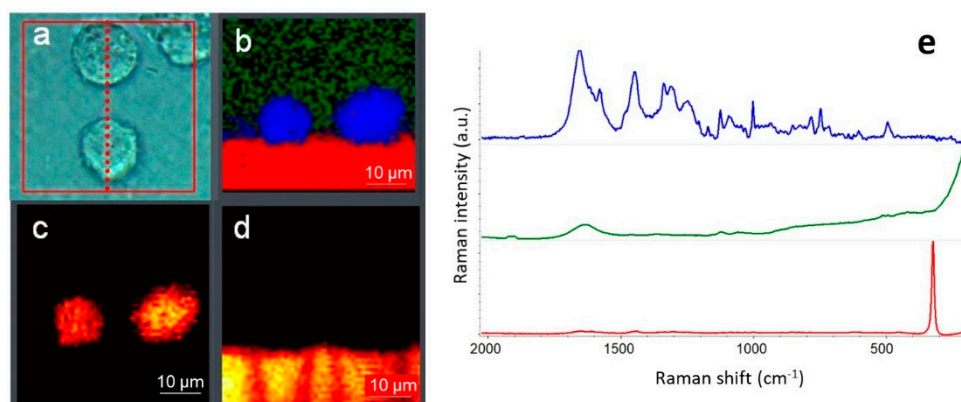 a
b
10 µm
c
10 µm
d
10 µm
e
Raman intensity (a.u.)
2000
1500
1000
500
Raman shift (cm⁻¹)